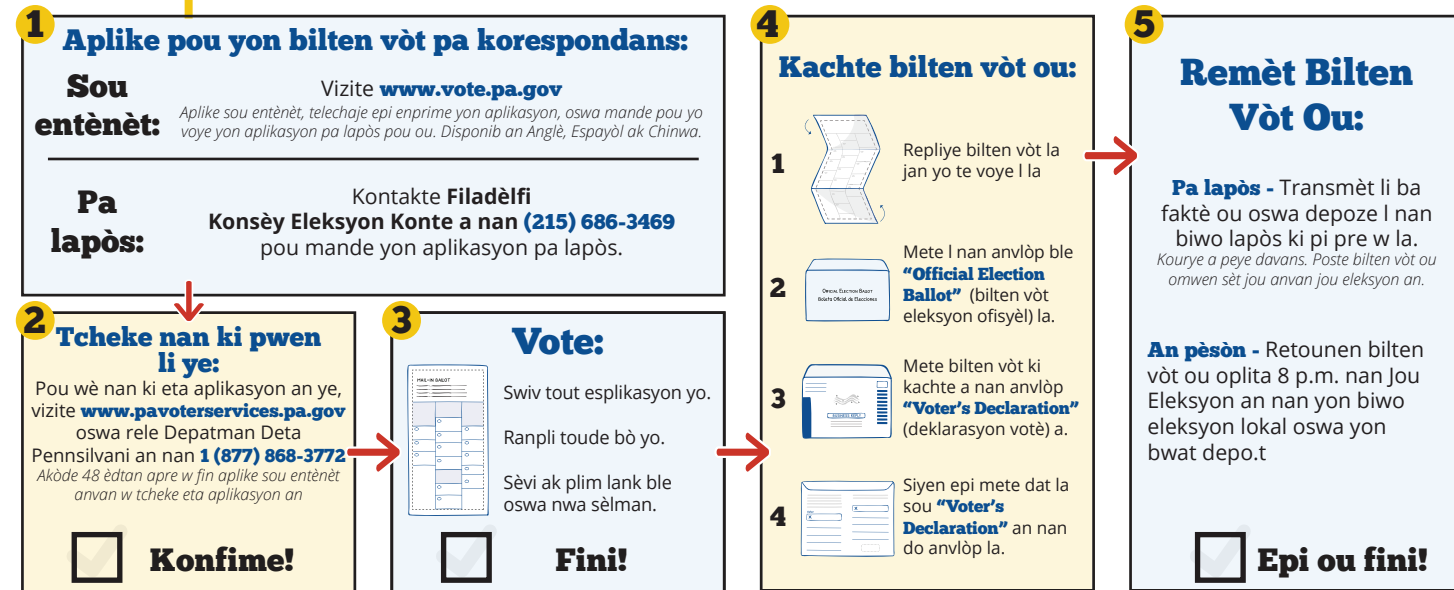 1
Aplike pou yon bilten vòt pa korespondans:
Sou
entènèt:
Vizite www.vote.pa.gov
Aplike sou entènèt, telechaje epi enprime yon aplikasyon, oswa mande pou yo
voye yon aplikasyon pa lapòs pou ou. Disponib an Anglè, Espayòl ak Chinwa.
Pa
lapòs:
Kontakte Filadèlfi
Konsèy Eleksyon Konte a nan (215) 686-3469
pou mande yon aplikasyon pa lapòs.
2
Tcheke nan ki pwen
li ye:
Pou wè nan ki eta aplikasyon an ye,
vizite www.pavoterservices.pa.gov
oswa rele Depatman Deta
Pennsilvani an nan 1 (877) 868-3772
Akòde 48 èdtan apre w fin aplike sou entènèt
anvan w tcheke eta aplikasyon an
Konfime!
3
Vote:
MAIL-IN BALLOT
Swiv tout esplikasyon yo.
Ranpli toude bò yo.
Sèvi ak plim lank ble
oswa nwa sèlman.
Fini!
4
Kachte bilten vòt ou:
1
Repliye bilten vòt la
jan yo te voye l la
2
Official Election Ballot
Boleta Oficial de Elecciones
Mete l nan anvlòp ble
“Official Election
Ballot” (bilten vòt
eleksyon ofisyèl) la.
3
BUSINESS REPLY
Mete bilten vòt ki
kachte a nan anvlòp
“Voter’s Declaration”
(deklarasyon votè) a.
4
Siyen epi mete dat la
sou “Voter’s
Declaration” an nan
do anvlòp la.
5
Remèt Bilten
Vòt Ou:
Pa lapòs - Transmèt li ba
faktè ou oswa depoze l nan
biwo lapòs ki pi pre w la.
Kourye a peye davans. Poste bilten vòt ou
omwen sèt jou anvan jou eleksyon an.
An pèsòn - Retounen bilten
vòt ou oplita 8 p.m. nan Jou
Eleksyon an nan yon biwo
eleksyon lokal oswa yon
bwat depo.t
Epi ou fini!